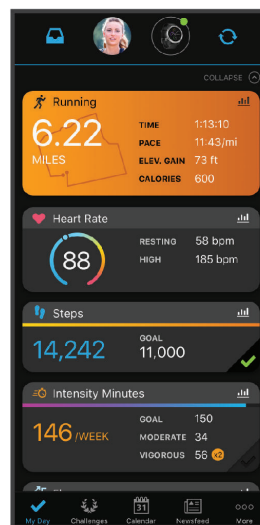 COLLAPSE
Running
6.22
MILES
TIME 1:13:10
PACE 11:43/mi
ELEV. GAIN 73 ft
CALORIES 600
Heart Rate
88
RESTING 58 bpm
HIGH 185 bpm
Steps
14,242
GOAL
11,000
Intensity Minutes
146 /WEEK
GOAL 150
MODERATE 34
VIGOROUS 56 x2
31
My Day Challenges Calendar Newsfeed More